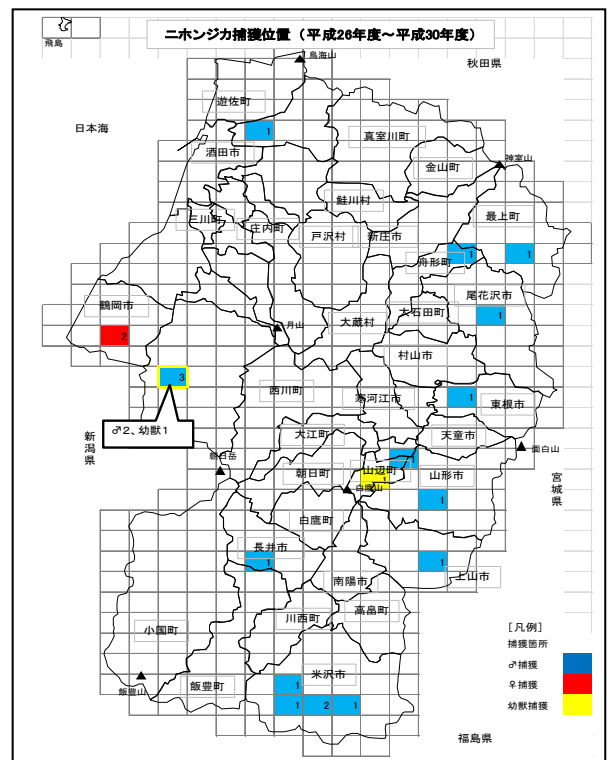 ニホンジカ捕獲位置（平成26年度～平成30年度）
飛島
鳥海山
秋田県
遊佐町
日本海
1
真室川町
酒田市
金山町
神室山
鮭川村
三川町
庄内町
戸沢村
新庄市
最上町
舟形町
1
1
鶴岡市
尾花沢市
大石田町
1
月山
大蔵村
2
村山市
3
西川町
寒河江市
1
東根市
♂2、幼獣1
大江町
天童市
新潟県
面白山
朝日岳
朝日町
山辺町
1
山形市
1
白鷹山
宮城県
1
白鷹町
長井市
1
1
南陽市
上山市
川西町
高畠町
小国町
[凡例]
捕獲箇所
♂捕獲
♀捕獲
幼獣捕獲
米沢市
飯豊山
飯豊町
1
1
2
1
福島県